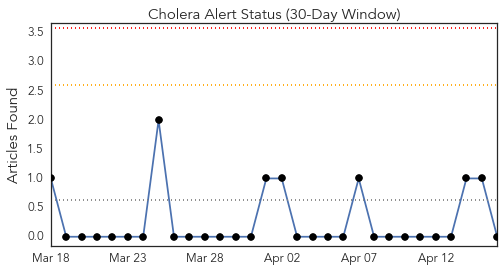 Cholera Alert Status (30-Day Window)
Articles Found
3.5
3.0
2.5
2.0
1.5
1.0
0.5
0.0
Mar 18 Mar 23 Mar 28 Apr 02 Apr 07 Apr 12